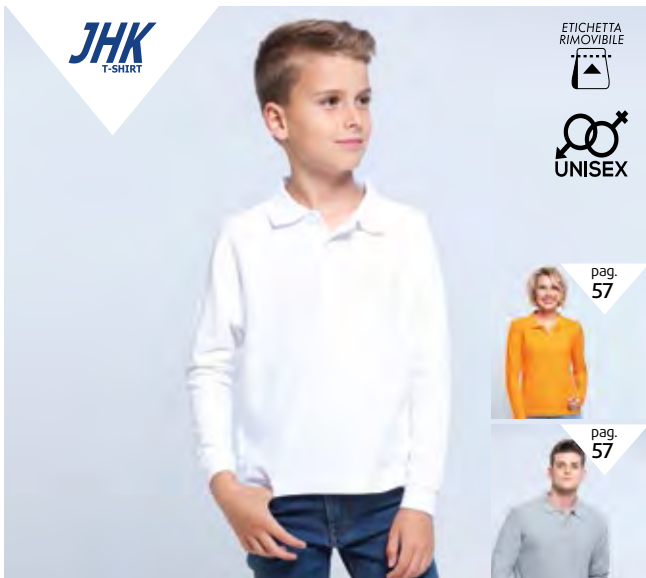 JHK
T-SHIRT
ETICHETTA
RIMOVIBILE
UNISEX
pag.
57
pag.
57